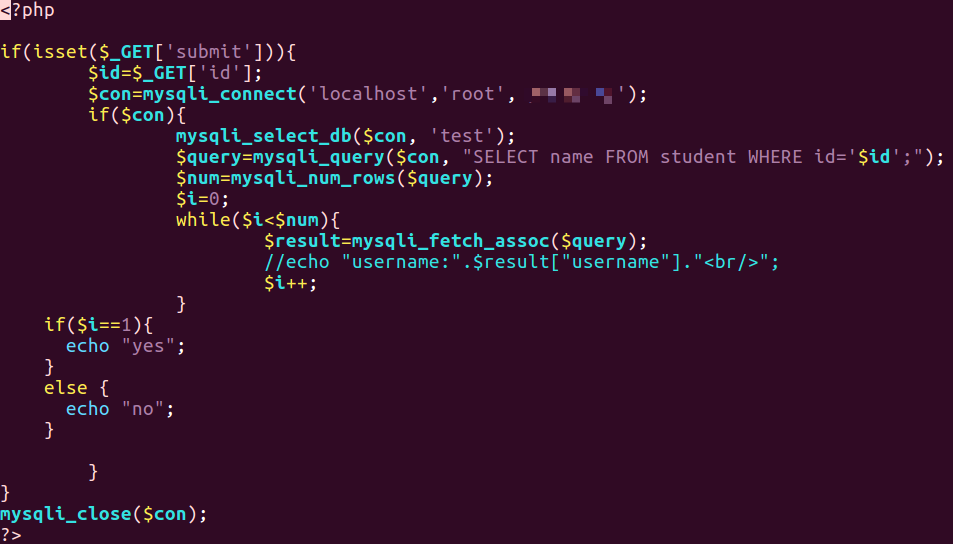 <?php
if(isset($_GET['submit'])){
$id=$_GET['id'];
$con=mysqli_connect('localhost','root', ');
if($con){
mysqli_select_db($con, 'test');
$query=mysqli_query($con, "SELECT name FROM student WHERE id='$id';");
$num=mysqli_num_rows($query);
$i=0;
while($i<$num){
$result=mysqli_fetch_assoc($query);
//echo "username:".$result["username"]."<br/>";
$i++;
}
if($i==1){
echo "yes";
}
else {
echo "no";
}
}
}
mysqli_close($con);
?>